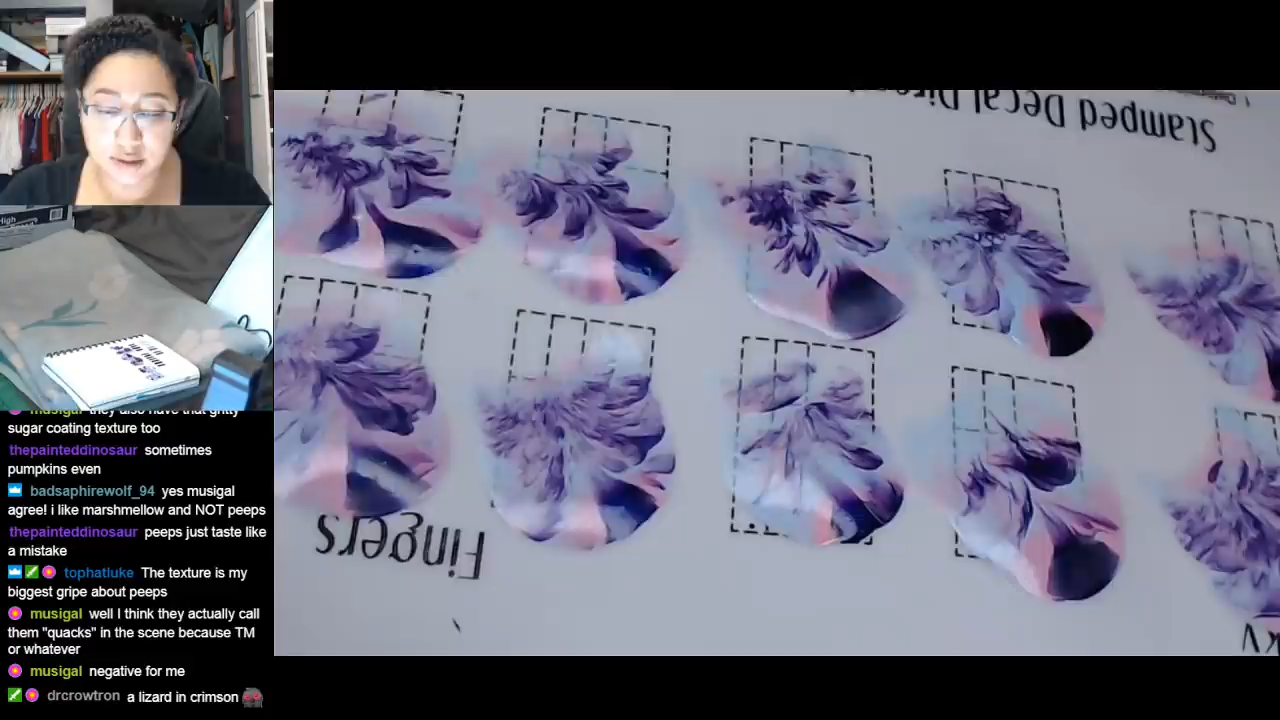 Stamped Decal
Fingers
High
musigal they also have that gritty
sugar coating texture too
thepainteddinosaur sometimes
pumpkins even
badsaphirewolf_94 yes musigal
agree! i like marshmellow and NOT peeps
thepainteddinosaur peeps just taste like
a mistake
tophatluke The texture is my
biggest gripe about peeps
musigal well I think they actually call
them "quacks" in the scene because TM
or whatever
musigal negative for me
drcrowtron a lizard in crimson